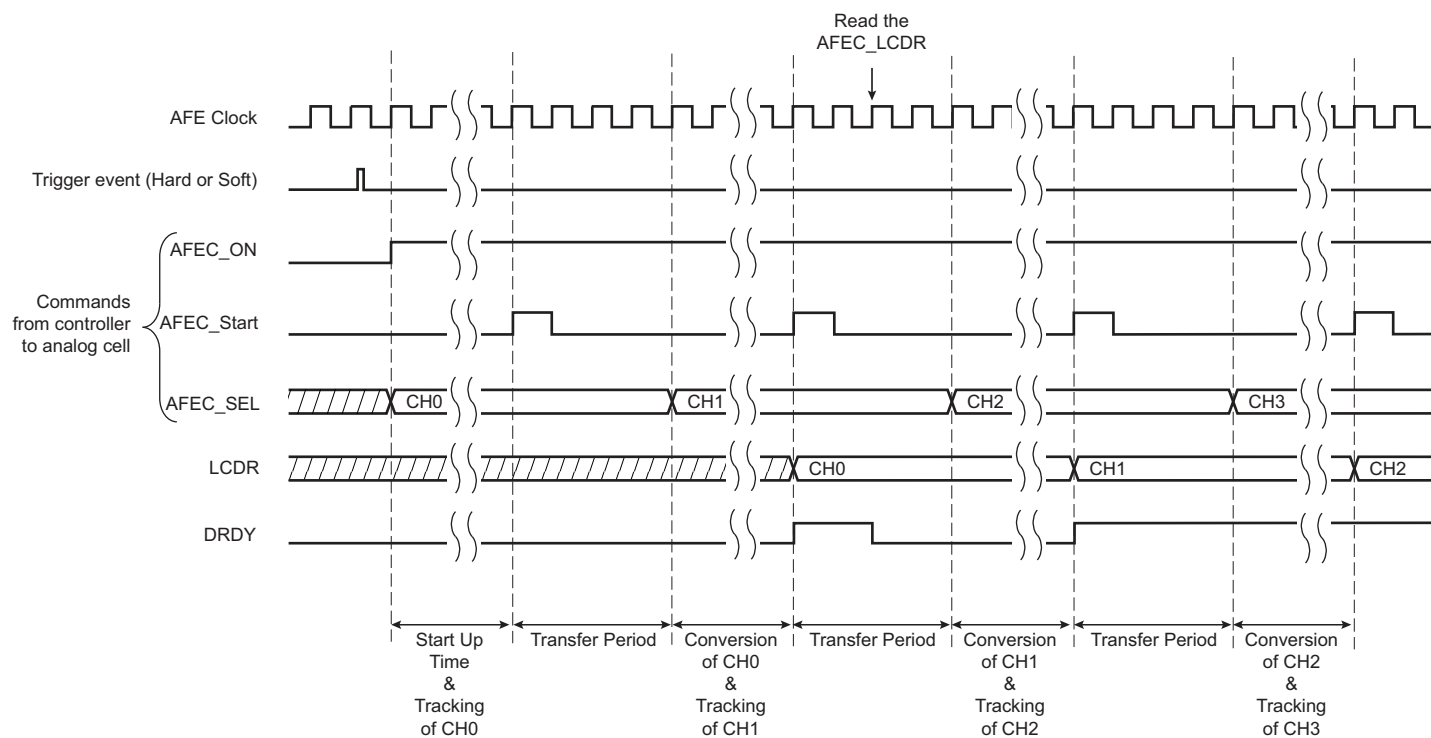 Read the
AFEC_LCDR
AFE Clock
Trigger event (Hard or Soft)
AFEC_ON
Commands
from controller
to analog cell
AFEC_Start
AFEC_SEL
CH0
CH1
CH2
CH3
LCDR
CH0
CH1
CH2
DRDY
Start Up
Time
&
Tracking
of CH0
Transfer Period
Conversion
of CH0
&
Tracking
of CH1
Transfer Period
Conversion
of CH1
&
Tracking
of CH2
Transfer Period
Conversion
of CH2
&
Tracking
of CH3